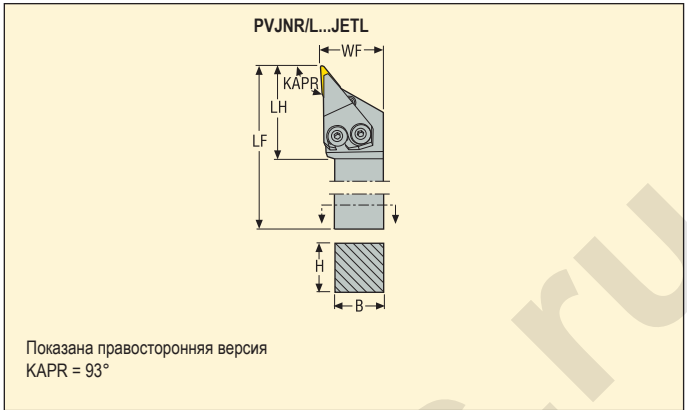 PVJNR/L...JETL
WF
KAPR
LH
LF
H
B
Показана правосторонняя версия
KAPR = 93°